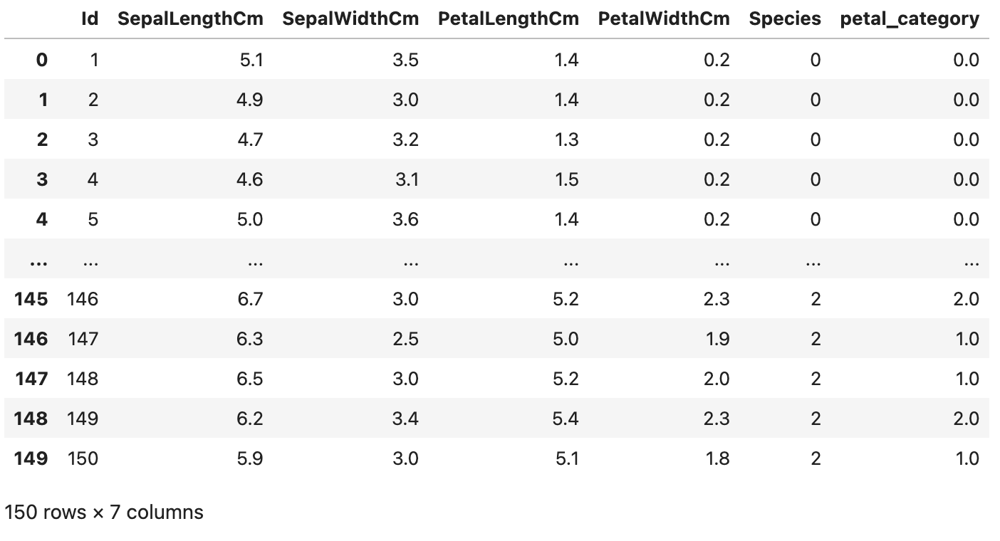 Id SepalLengthCm SepalWidthCm PetalLengthCm PetalWidthCm Species petal_category
0 1 5.1 3.5 1.4 0.2 0 0.0
1 2 4.9 3.0 1.4 0.2 0 0.0
2 3 4.7 3.2 1.3 0.2 0 0.0
3 4 4.6 3.1 1.5 0.2 0 0.0
4 5 5.0 3.6 1.4 0.2 0 0.0
... ... ... ... ... ... ... ...
145 146 6.7 3.0 5.2 2.3 2 2.0
146 147 6.3 2.5 5.0 1.9 2 1.0
147 148 6.5 3.0 5.2 2.0 2 1.0
148 149 6.2 3.4 5.4 2.3 2 2.0
149 150 5.9 3.0 5.1 1.8 2 1.0
150 rows × 7 columns